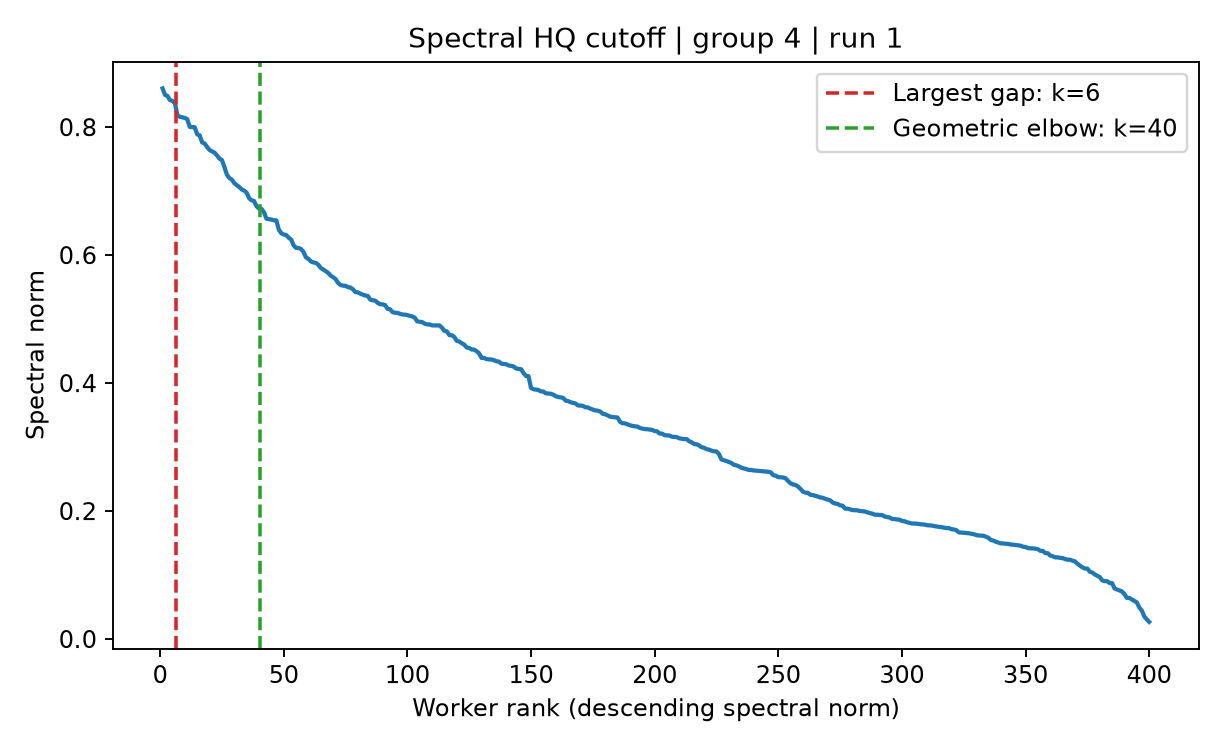 Spectral HQ cutoff | group 4 | run 1
Largest gap: k=6
Geometric elbow: k=40
Spectral norm
0.8
0.6
0.4
0.2
0.0
0 50 100 150 200 250 300 350 400
Worker rank (descending spectral norm)